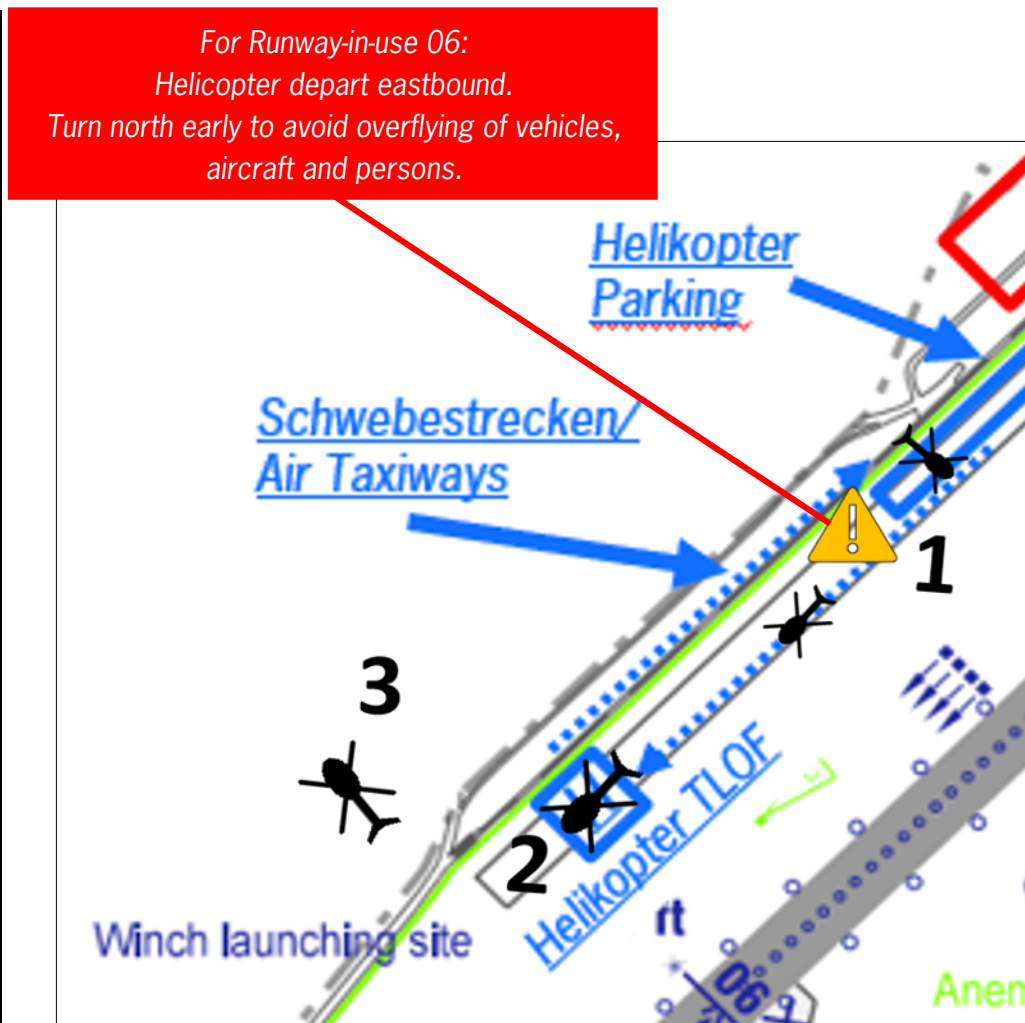 For Runway-in-use 06:
Helicopter depart eastbound.
Turn north early to avoid overflying of vehicles,
aircraft and persons.
Helikopter
Parking
Schwebestrecken/
Air Taxiways
1
3
H
2
Helikopter TLOF
rt
Winch launching site
06
Anem